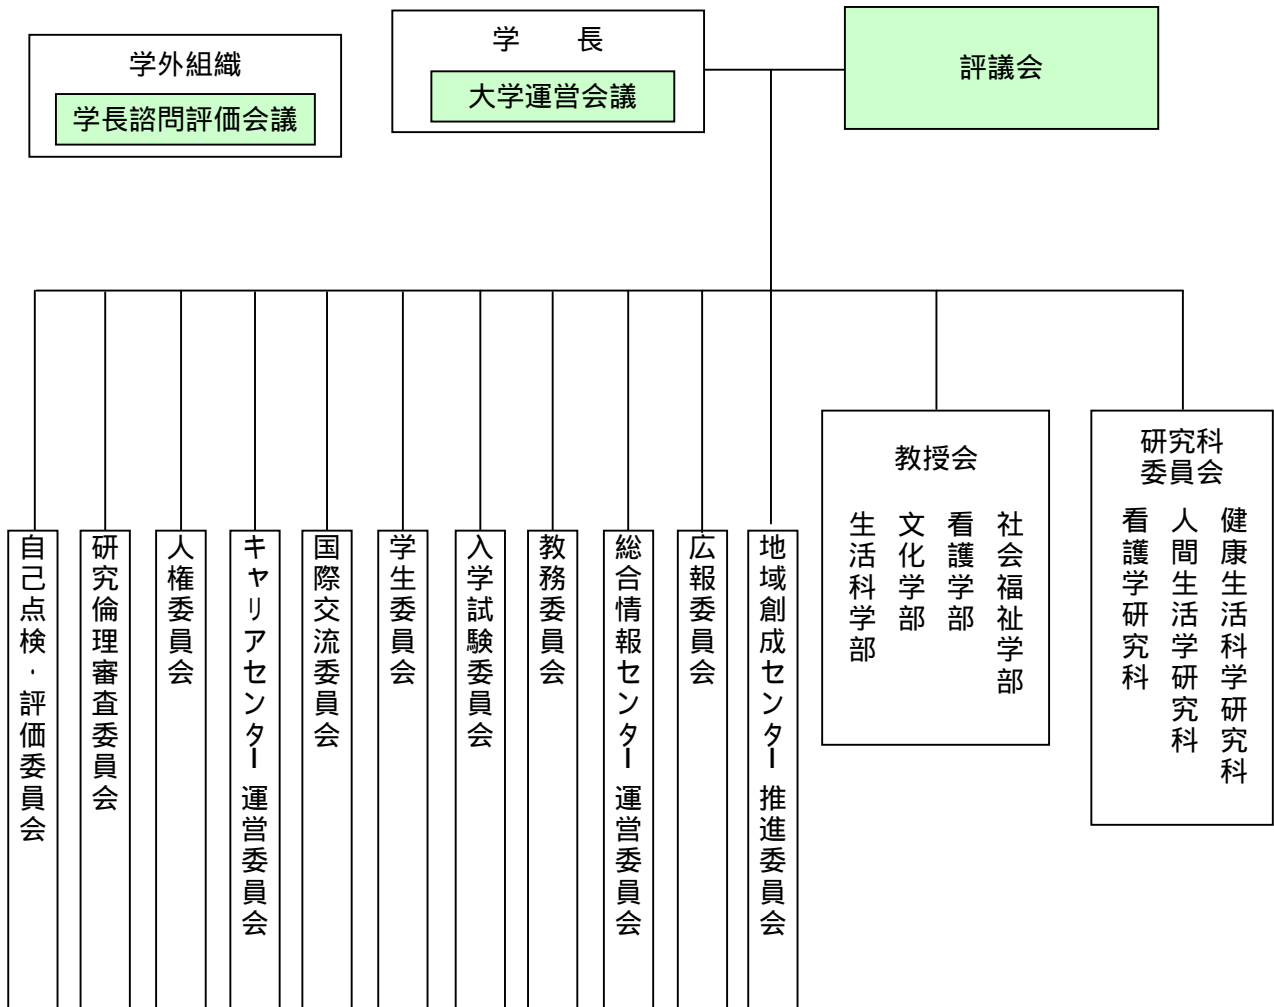 学外組織
学長諮問評価会議
学　　長
大学運営会議
評議会
教授会
社会福祉学部
看護学部
文化学部
生活科学部
研究科
委員会
健康生活科学研究科
人間生活学研究科
看護学研究科
地域創成センター 推進委員会
広報委員会
総合情報センター 運営委員会
教務委員会
入学試験委員会
学生委員会
国際交流委員会
キャリアセンター 運営委員会
人権委員会
研究倫理審査委員会
自己点検・評価委員会